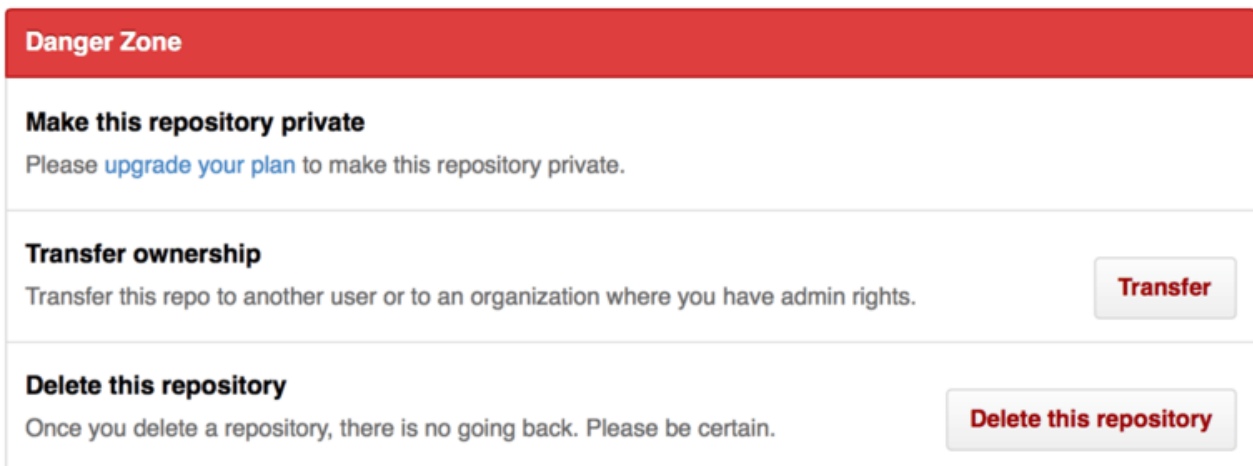 Danger Zone
Make this repository private
Please upgrade your plan to make this repository private.
Transfer ownership
Transfer this repo to another user or to an organization where you have admin rights.
Transfer
Delete this repository
Once you delete a repository, there is no going back. Please be certain.
Delete this repository